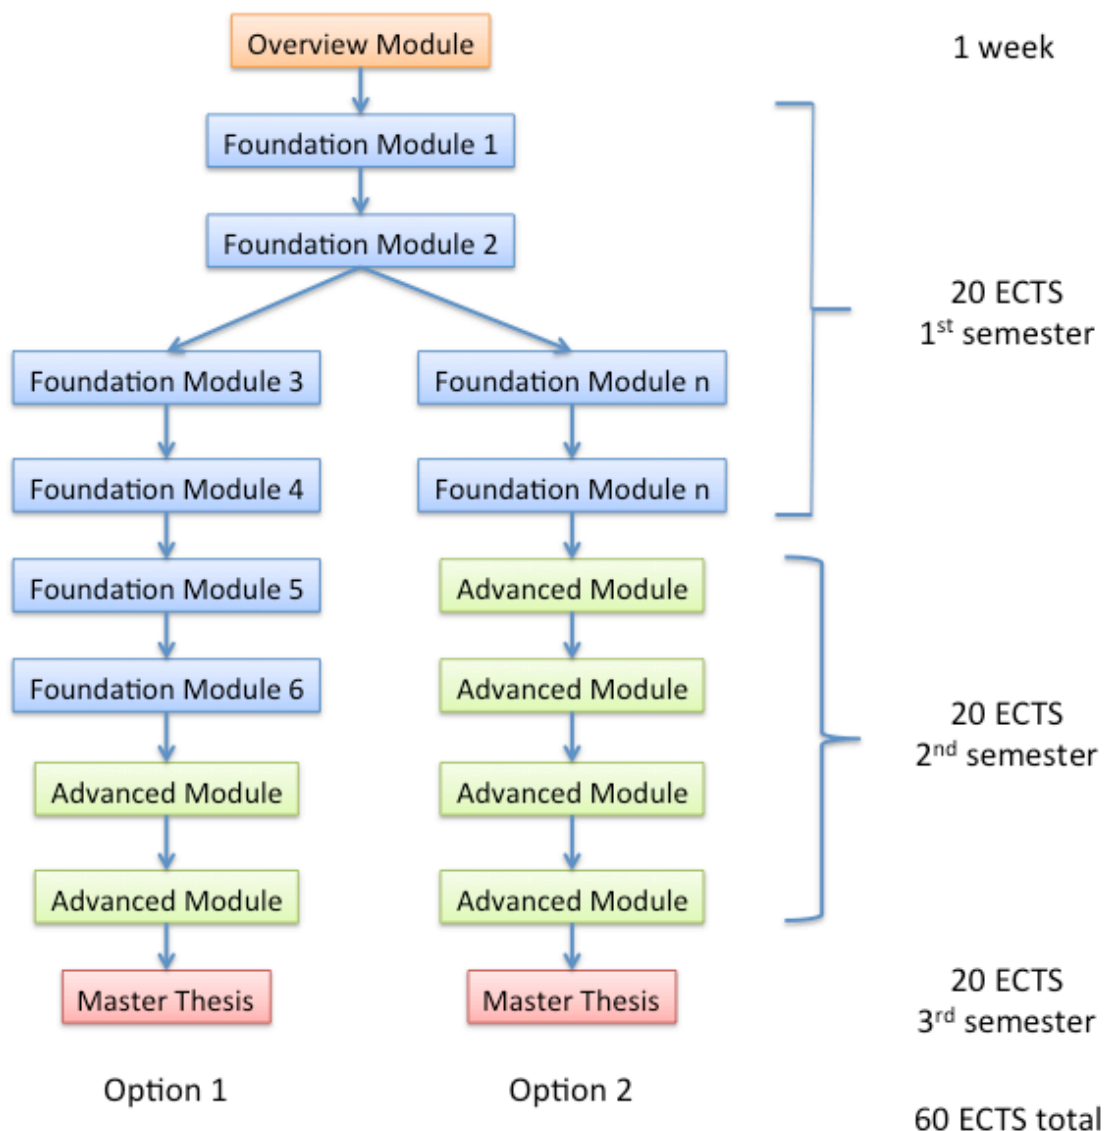 Overview Module
1 week
Foundation Module 1
Foundation Module 2
20 ECTS
1st semester
Foundation Module 3
Foundation Module n
Foundation Module 4
Foundation Module n
Foundation Module 5
Advanced Module
Foundation Module 6
Advanced Module
20 ECTS
2nd semester
Advanced Module
Advanced Module
Advanced Module
Advanced Module
Master Thesis
Master Thesis
20 ECTS
3rd semester
Option 1
Option 2
60 ECTS total